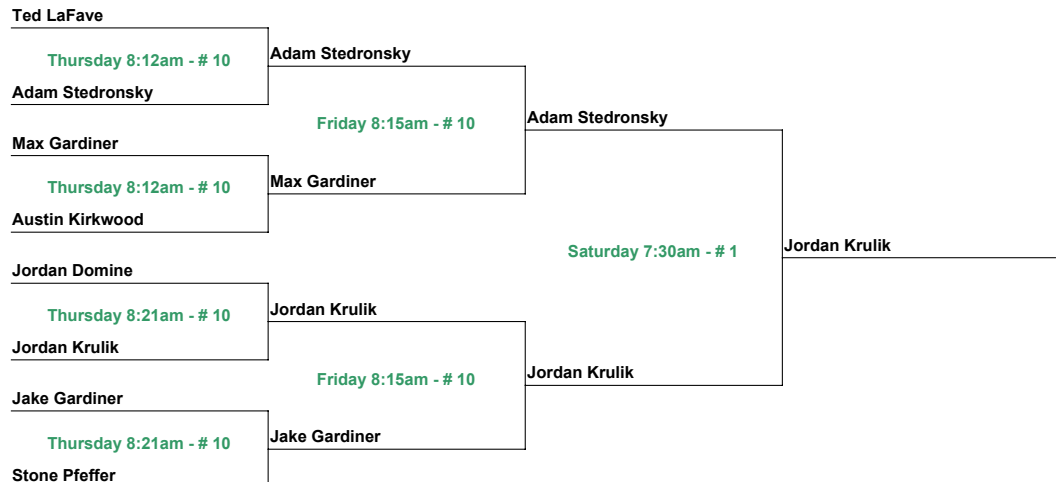 Ted LaFave
Thursday 8:12am - # 10
Adam Stedronsky
Adam Stedronsky
Friday 8:15am - # 10
Adam Stedronsky
Max Gardiner
Thursday 8:12am - # 10
Max Gardiner
Austin Kirkwood
Saturday 7:30am - # 1
Jordan Krulik
Jordan Domine
Thursday 8:21am - # 10
Jordan Krulik
Jordan Krulik
Friday 8:15am - # 10
Jordan Krulik
Jake Gardiner
Thursday 8:21am - # 10
Jake Gardiner
Stone Pfeffer